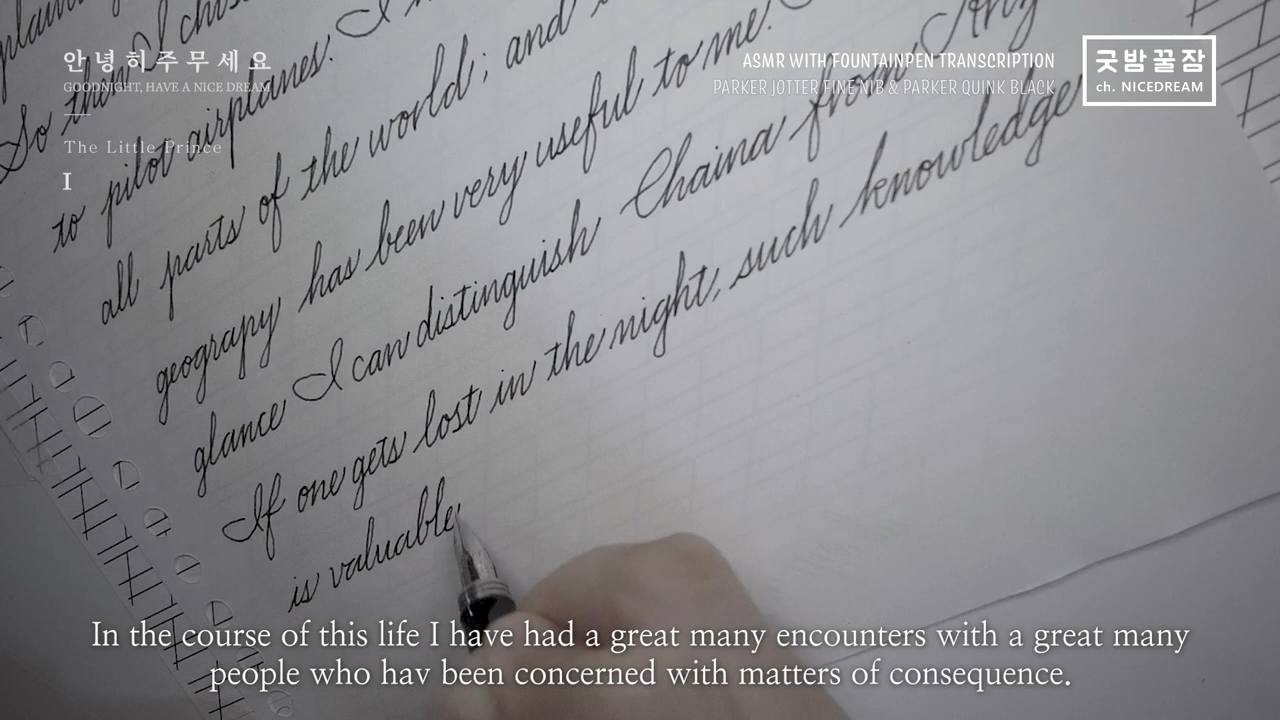 안녕히주무세요
GOODNIGHT, HAVE A NICE DREAM
The Little Prince
I
ASMR WITH FOUNTAINPEN TRANSCRIPTION
PARKER JOTTER FINE NIB & PARKER QUINK BLACK
굿밤꿀잠
ch. NICEDREAM
So then I
to pilot airplanes. I
all parts of the world; and
geograpy has been very useful to me.
glance I can distinguish Chaina from
If one gets lost in the night, such knowledge
is valuable
In the course of this life I have had a great many encounters with a great many
people who hav been concerned with matters of consequence.